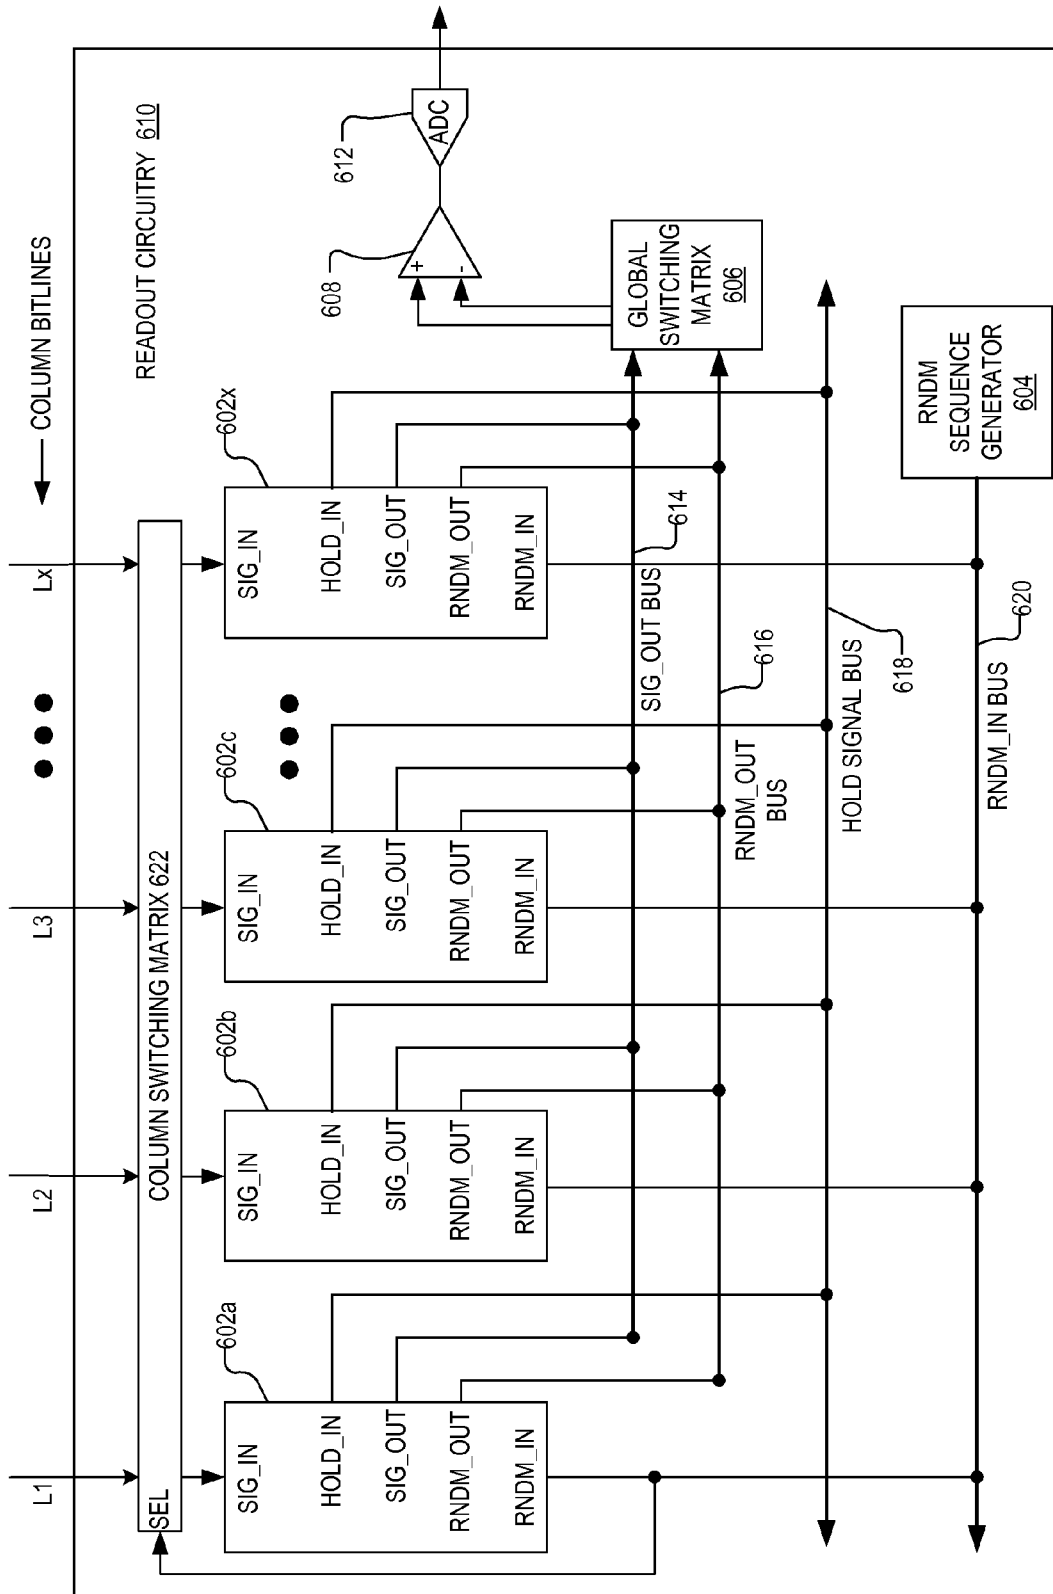 COLUMN BITLINES
L1
L2
L3
Lx
READOUT CIRCUITRY 610
SEL
COLUMN SWITCHING MATRIX 622
602a
SIG_IN
HOLD_IN
SIG_OUT
RNDM_OUT
RNDM_IN
602b
SIG_IN
HOLD_IN
SIG_OUT
RNDM_OUT
RNDM_IN
602c
SIG_IN
HOLD_IN
SIG_OUT
RNDM_OUT
RNDM_IN
602x
SIG_IN
HOLD_IN
SIG_OUT
RNDM_OUT
RNDM_IN
608
+
-
612
ADC
GLOBAL
SWITCHING
MATRIX
606
SIG_OUT BUS
614
RNDM_OUT
BUS
616
HOLD SIGNAL BUS
618
RNDM_IN BUS
620
RNDM
SEQUENCE
GENERATOR
604